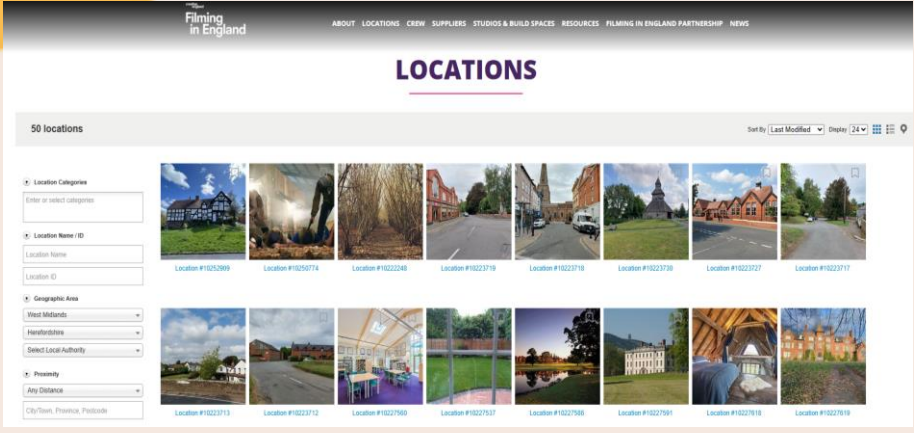 Filming
in England
ABOUT LOCATIONS CREW SUPPLIERS STUDIOS & BUILD SPACES RESOURCES FILMING IN ENGLAND PARTNERSHIP NEWS
LOCATIONS
50 locations
Sort By Last Modified Display 24
Location Categories
Enter or select categories
Location Name / ID
Location Name
Location ID
Geographic Area
West Midlands
Herefordshire
Select Local Authority
Proximity
Any Distance
City/Town, Province, Postcode
Location #10252909 Location #10250774 Location #10222248 Location #10223719 Location #10223718 Location #10223739 Location #10223727 Location #10223717
Location #10223713 Location #10223712 Location #10227560 Location #10227537 Location #10227566 Location #10227591 Location #10227618 Location #10227619